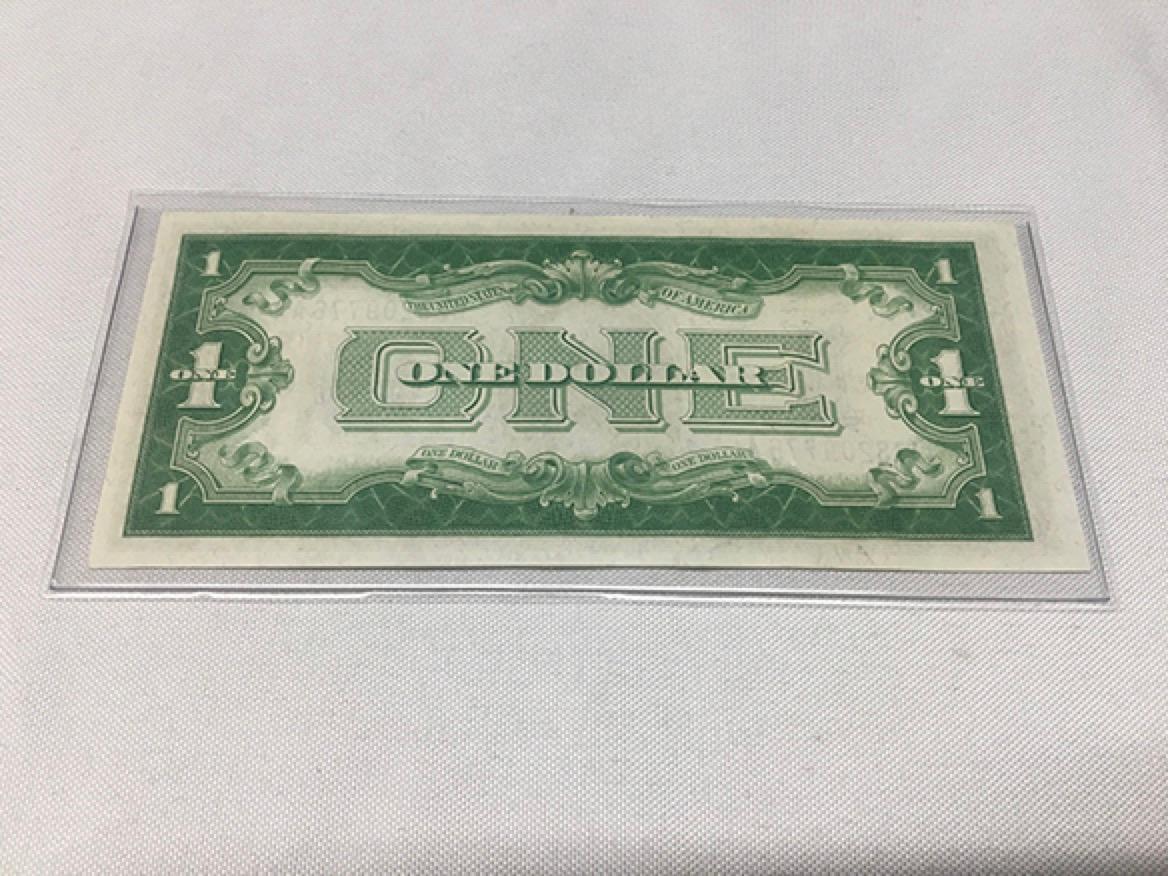 1 1
THE UNITED STATES OF AMERICA
ONE
1 ONE ONE DOLLAR 1 ONE
ONE DOLLAR ONE DOLLAR
1 1